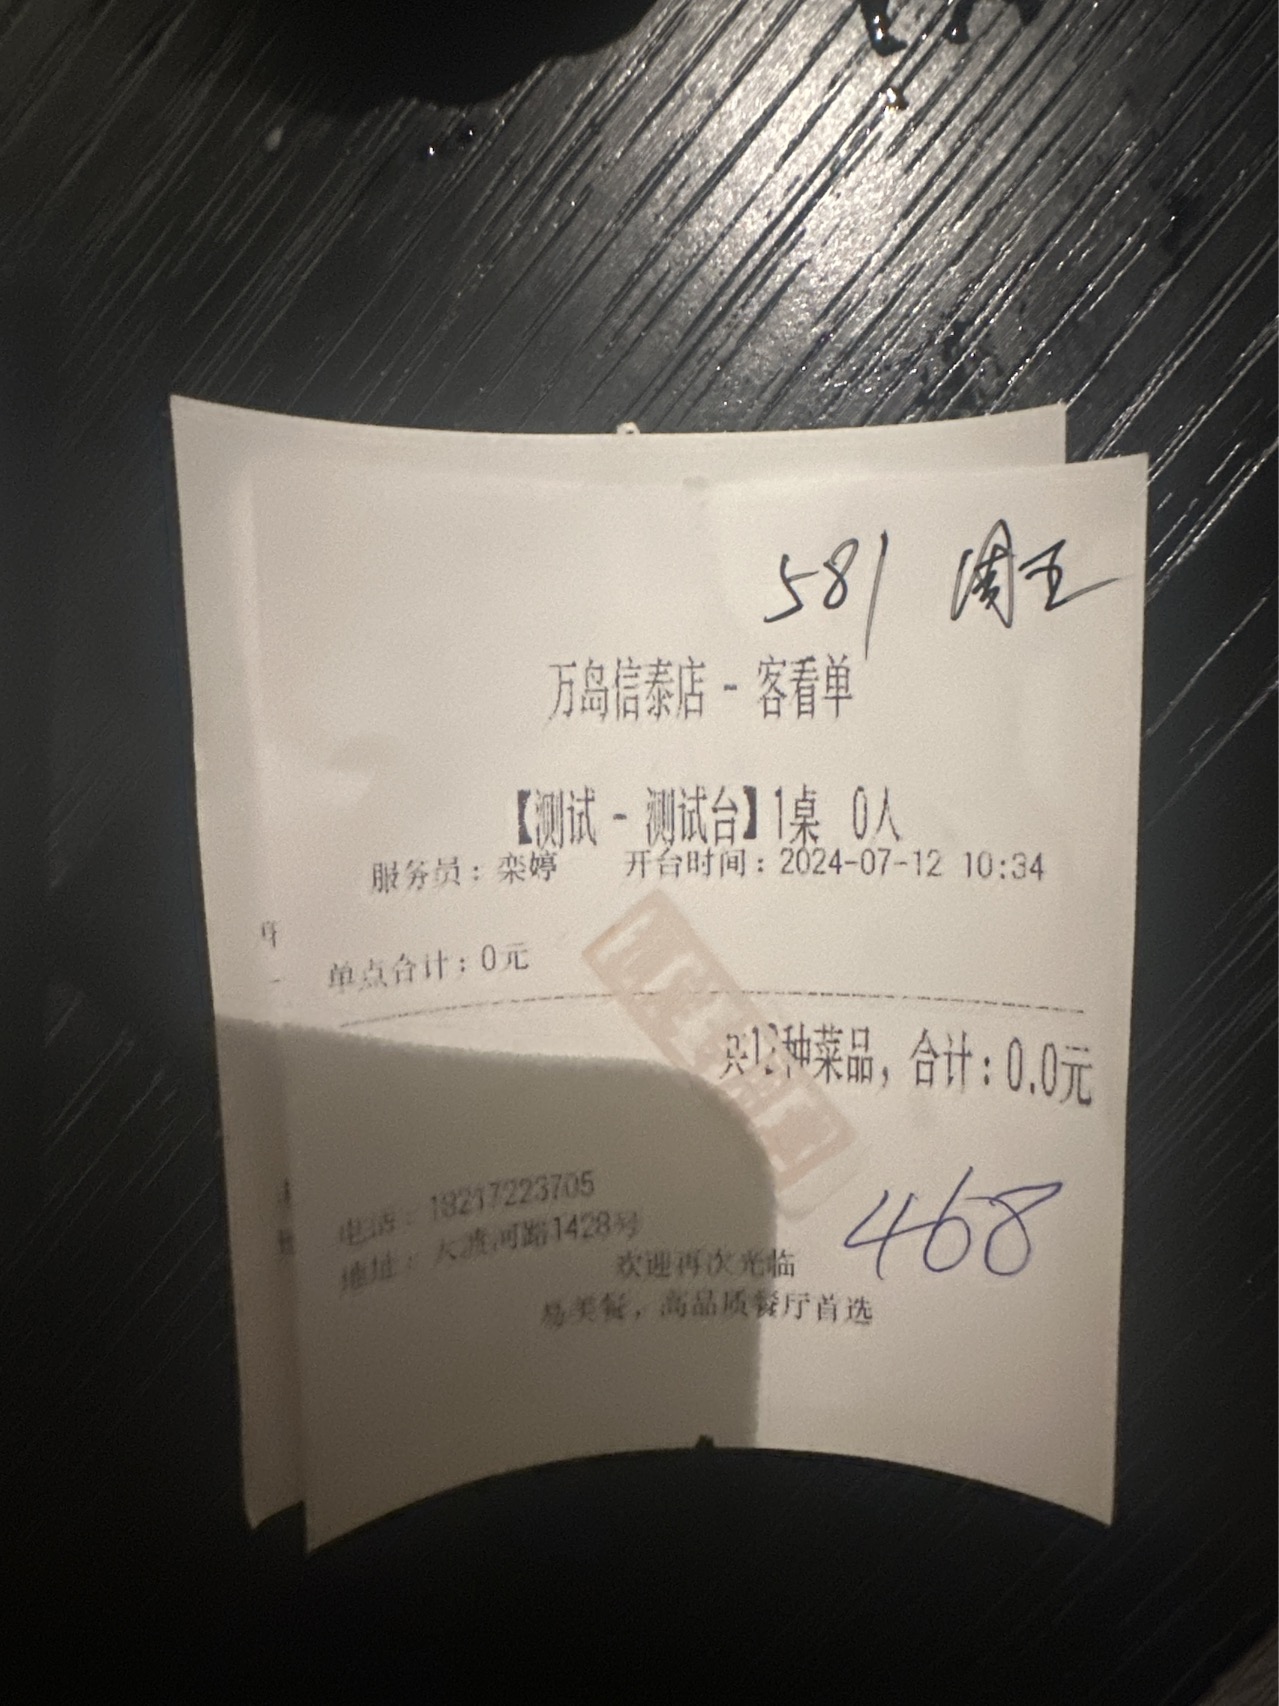 581 周五
万岛信泰店 - 客看单
【测试 - 测试台】1桌 0人
服务员：栾婷 开台时间：2024-07-12 10:34
单点合计：0元
种菜品，合计：0.0元
468
电话：18217223705
地址：大渡河路1428号
欢迎再次光临
易美餐，高品质餐厅首选